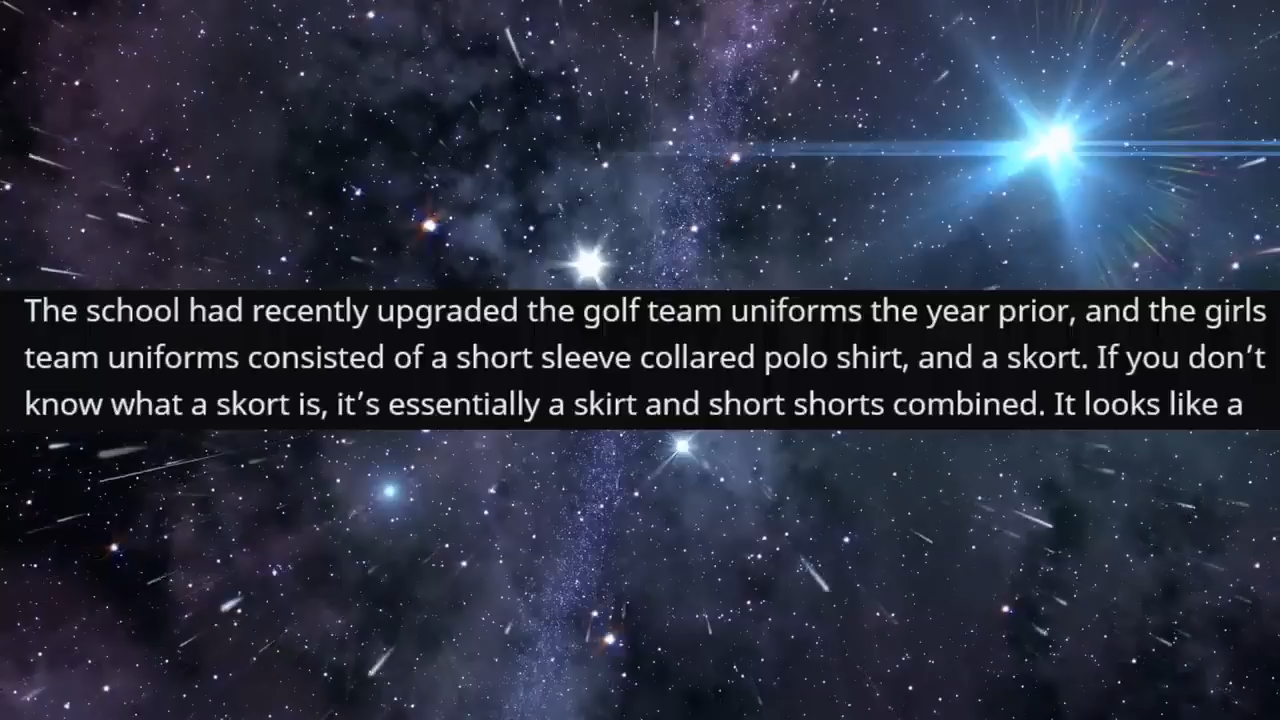 The school had recently upgraded the golf team uniforms the year prior, and the girls
team uniforms consisted of a short sleeve collared polo shirt, and a skort. If you don’t
know what a skort is, it’s essentially a skirt and short shorts combined. It looks like a